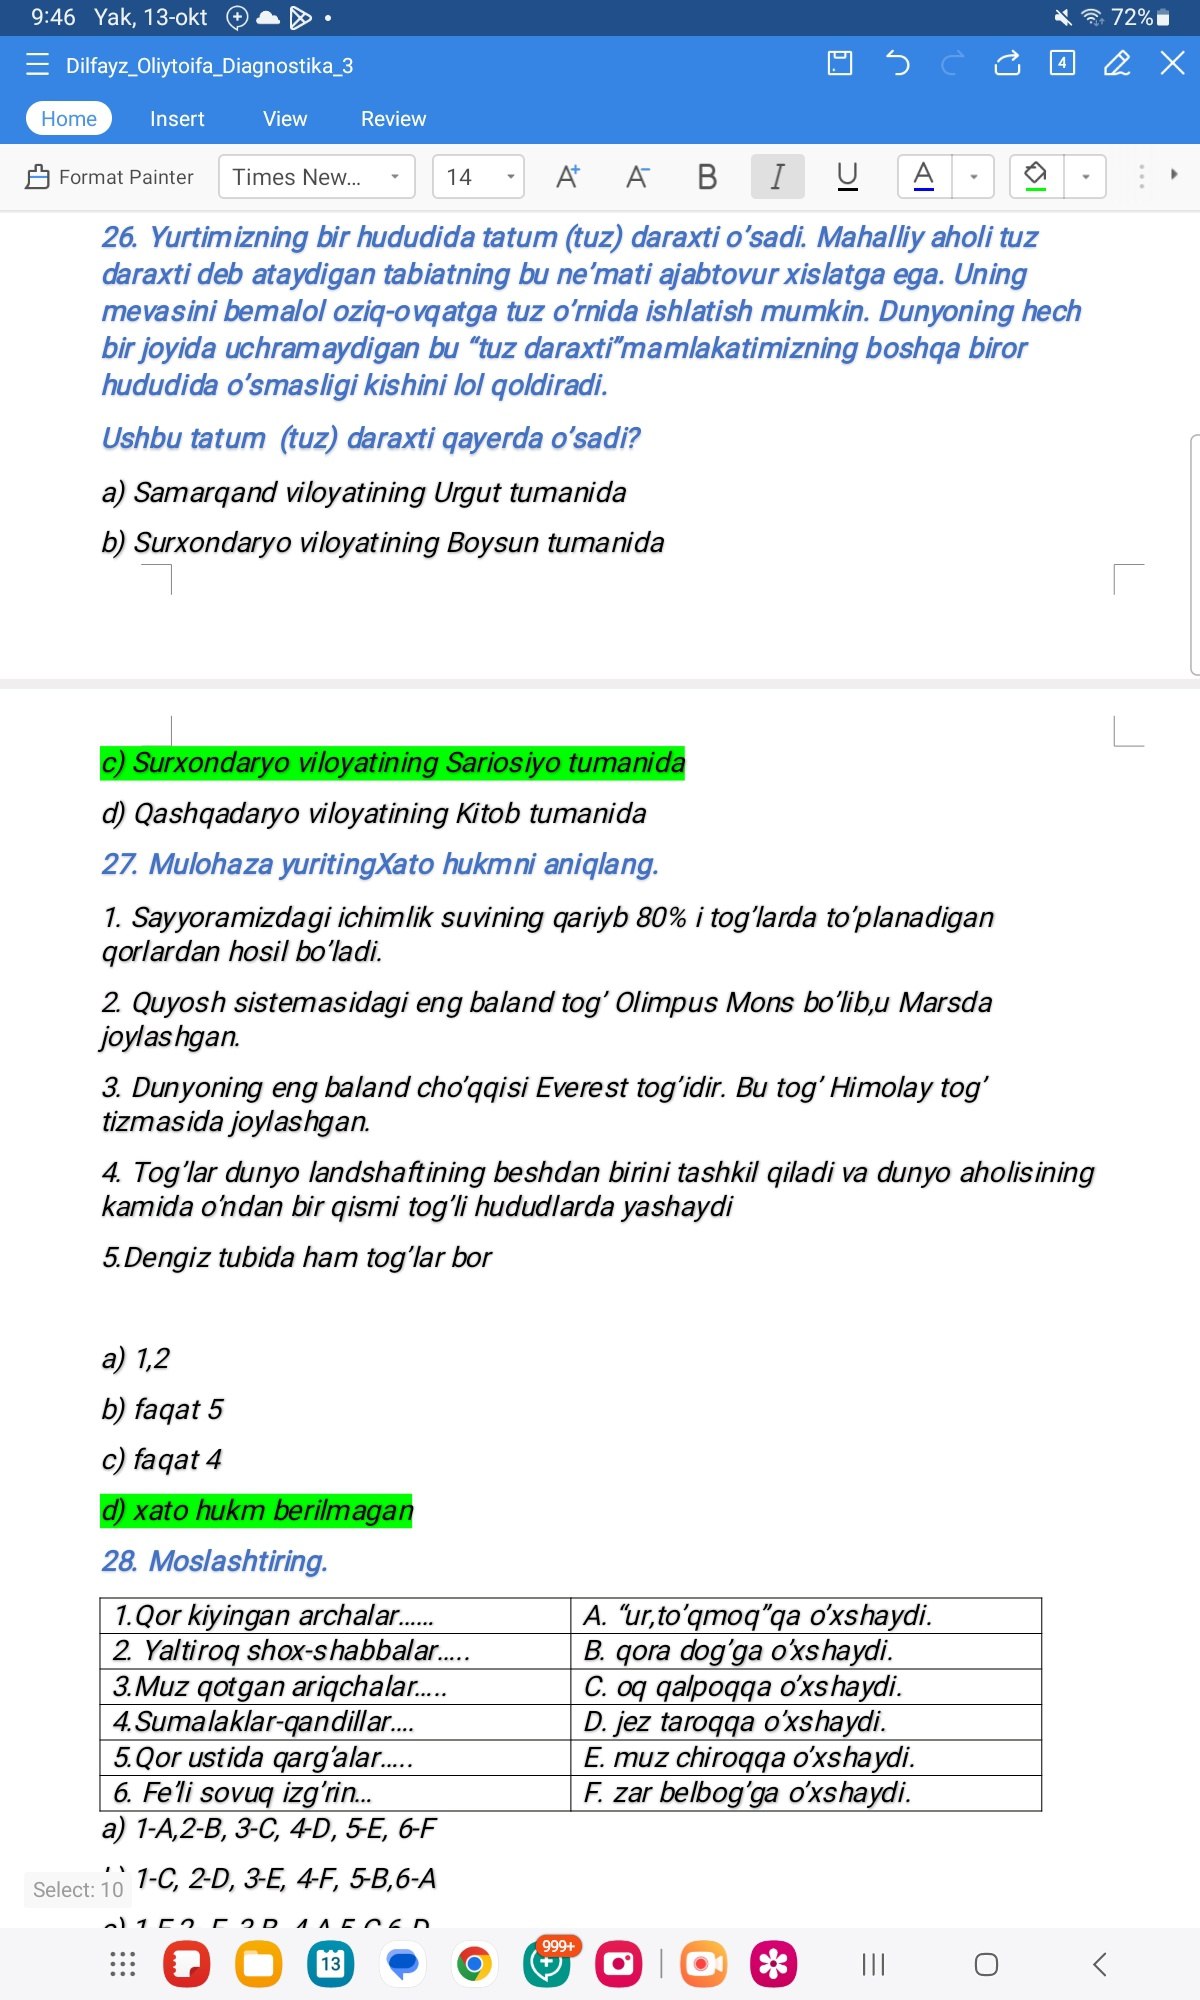 9:46 Yak, 13-okt
72%
Dilfayz_Oliytoifa_Diagnostika_3
4
Home Insert View Review
Format Painter Times New... 14 A+ A- B I U A
26. Yurtimizning bir hududida tatum (tuz) daraxti o’sadi. Mahalliy aholi tuz
daraxti deb ataydigan tabiatning bu ne’mati ajabtovur xislatga ega. Uning
mevasini bemalol oziq-ovqatga tuz o’rnida ishlatish mumkin. Dunyoning hech
bir joyida uchramaydigan bu “tuz daraxti”mamlakatimizning boshqa biror
hududida o’smasligi kishini lol qoldiradi.
Ushbu tatum (tuz) daraxti qayerda o’sadi?
a) Samarqand viloyatining Urgut tumanida
b) Surxondaryo viloyatining Boysun tumanida
c) Surxondaryo viloyatining Sariosiyo tumanida
d) Qashqadaryo viloyatining Kitob tumanida
27. Mulohaza yuritingXato hukmni aniqlang.
1. Sayyoramizdagi ichimlik suvining qariyb 80% i tog’larda to’planadigan
qorlardan hosil bo’ladi.
2. Quyosh sistemasidagi eng baland tog’ Olimpus Mons bo’lib,u Marsda
joylashgan.
3. Dunyoning eng baland cho’qqisi Everest tog’idir. Bu tog’ Himolay tog’
tizmasida joylashgan.
4. Tog’lar dunyo landshaftining beshdan birini tashkil qiladi va dunyo aholisining
kamida o’ndan bir qismi tog’li hududlarda yashaydi
5.Dengiz tubida ham tog’lar bor
a) 1,2
b) faqat 5
c) faqat 4
d) xato hukm berilmagan
28. Moslashtiring.
1.Qor kiyingan archalar...... A. “ur,to’qmoq”qa o’xshaydi.
2. Yaltiroq shox-shabbalar..... B. qora dog’ga o’xshaydi.
3.Muz qotgan ariqchalar..... C. oq qalpoqqa o’xshaydi.
4.Sumalaklar-qandillar.... D. jez taroqqa o’xshaydi.
5.Qor ustida qarg’alar..... E. muz chiroqqa o’xshaydi.
6. Fe’li sovuq izg’rin... F. zar belbog’ga o’xshaydi.
a) 1-A,2-B, 3-C, 4-D, 5-E, 6-F
1-C, 2-D, 3-E, 4-F, 5-B,6-A
Select: 10
13
999+